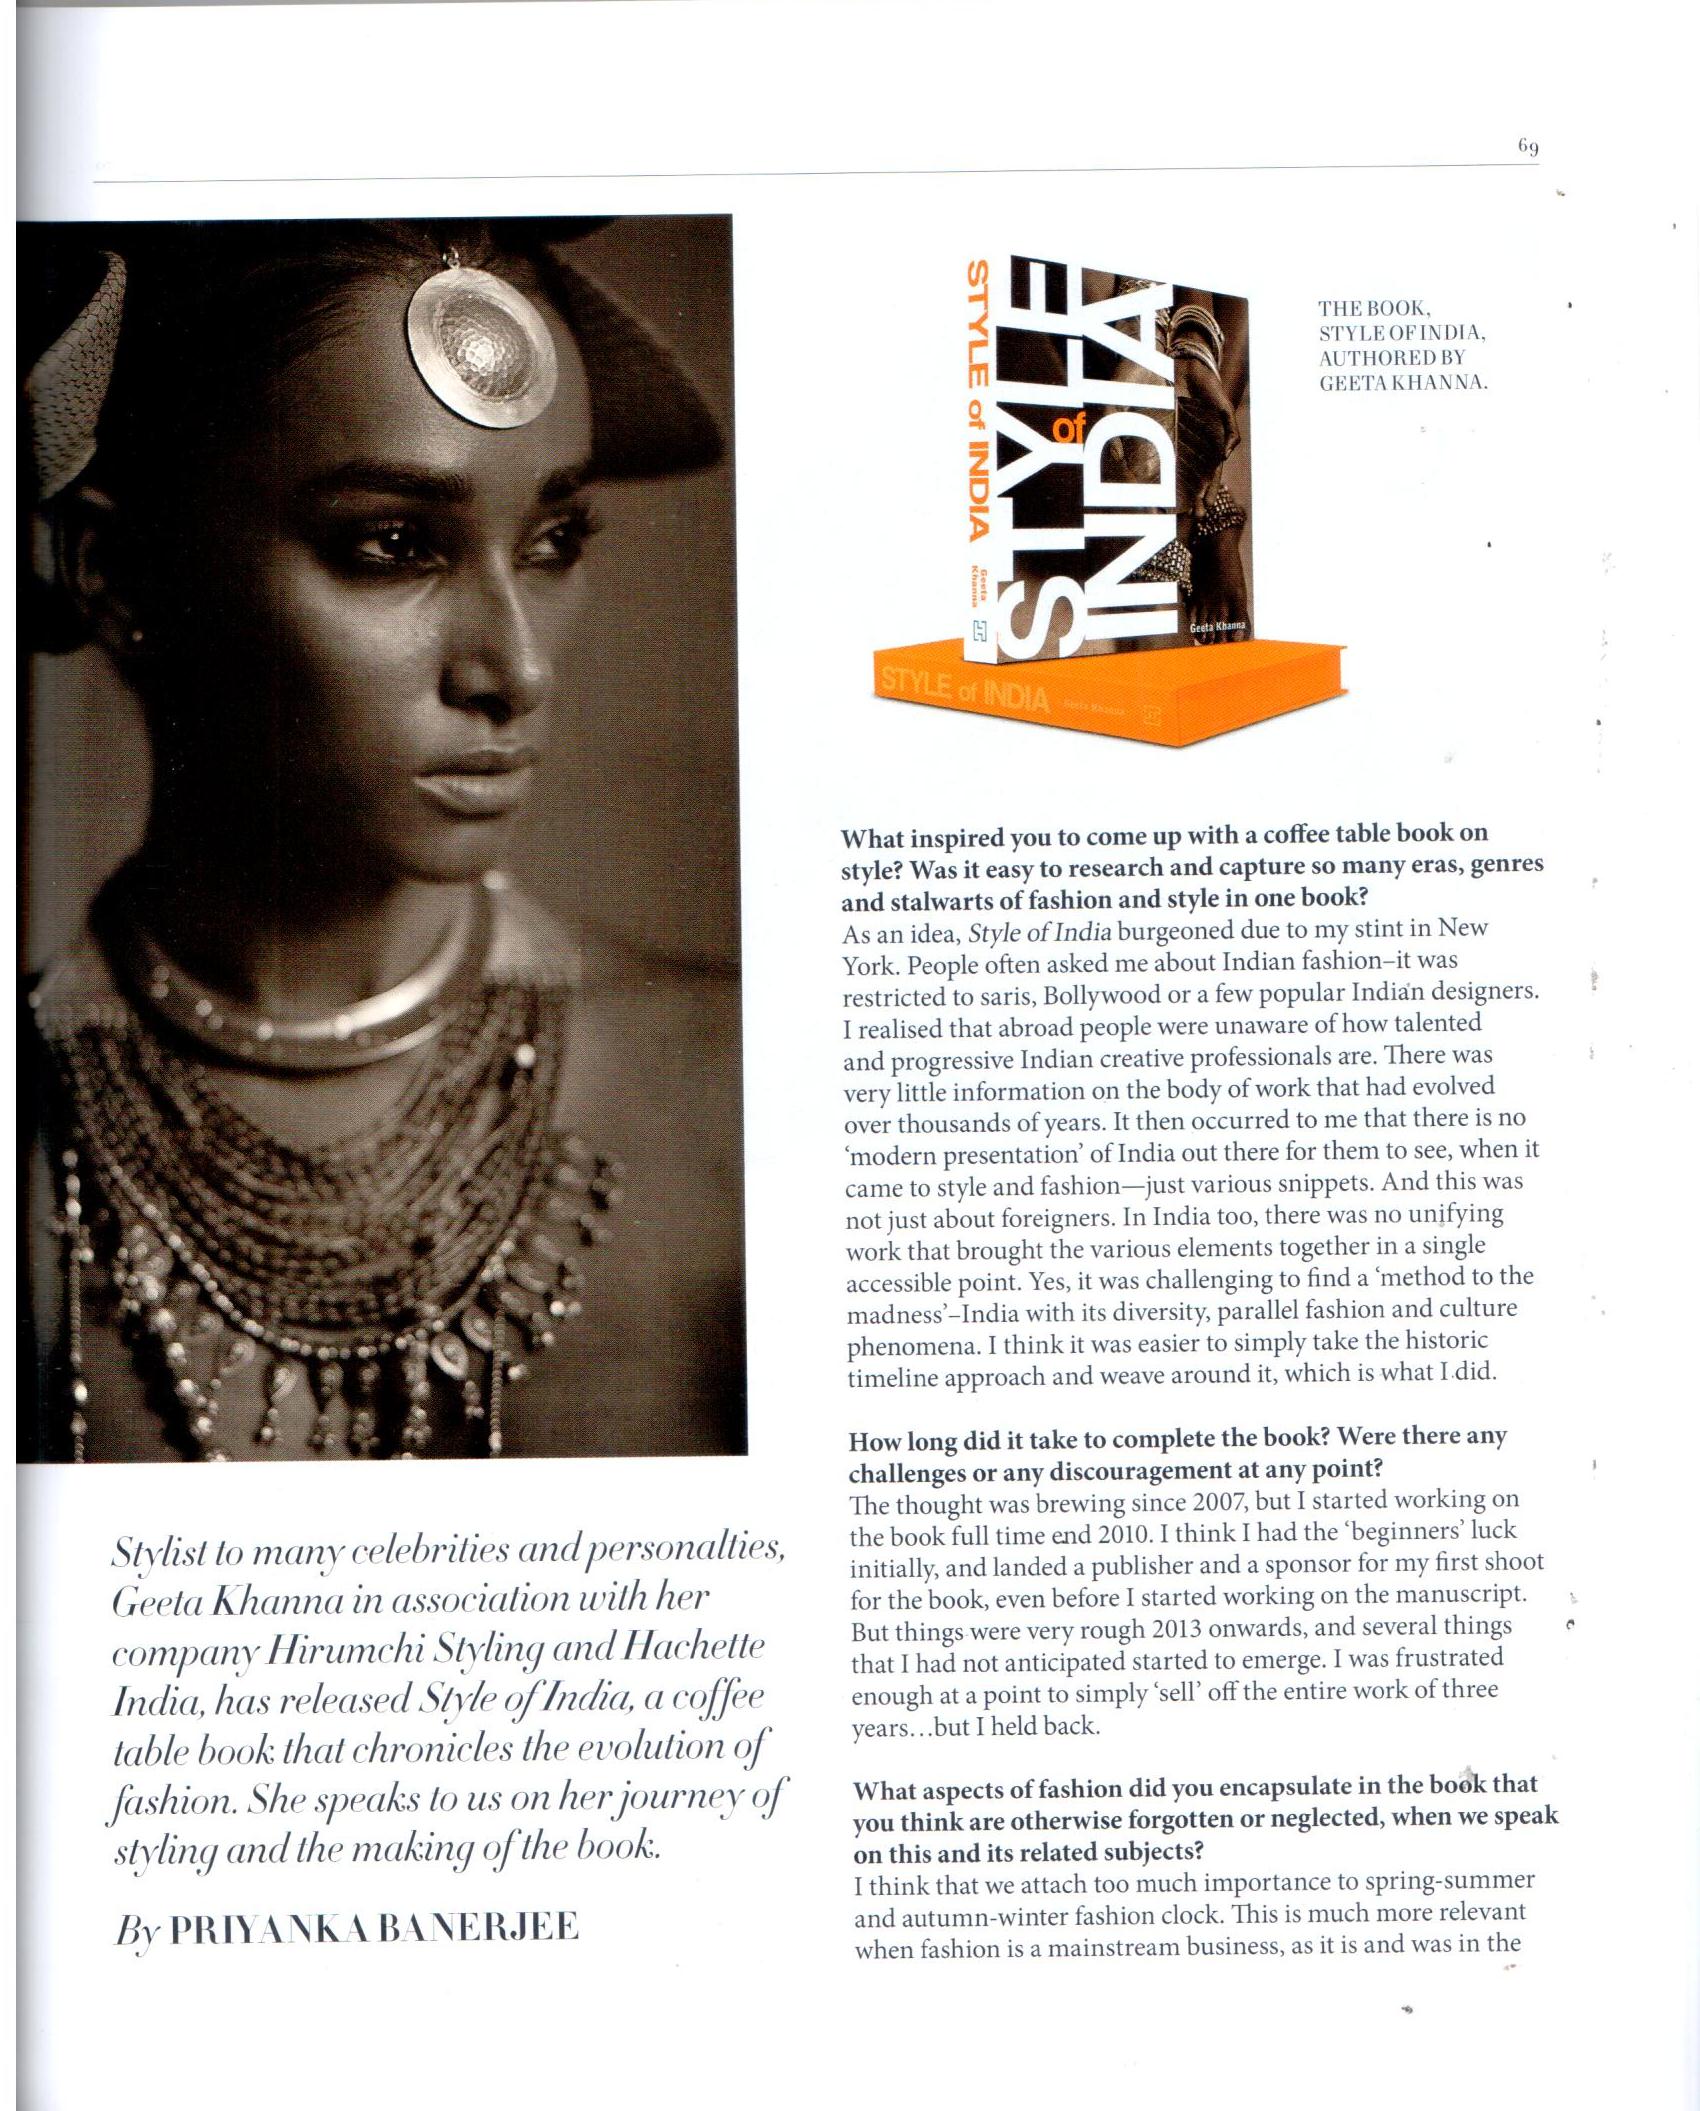 69
STYLE of INDIA
Geeta
Khanna
STYLE
of
INDIA
Geeta Khanna
STYLE of INDIA Geeta Khanna
THE BOOK,
STYLE OF INDIA,
AUTHORED BY
GEETA KHANNA.
Stylist to many celebrities and personalties,
Geeta Khanna in association with her
company Hirumchi Styling and Hachette
India, has released Style of India, a coffee
table book that chronicles the evolution of
fashion. She speaks to us on her journey of
styling and the making of the book.
By PRIYANKA BANERJEE
What inspired you to come up with a coffee table book on
style? Was it easy to research and capture so many eras, genres
and stalwarts of fashion and style in one book?
As an idea, Style of India burgeoned due to my stint in New
York. People often asked me about Indian fashion–it was
restricted to saris, Bollywood or a few popular Indian designers.
I realised that abroad people were unaware of how talented
and progressive Indian creative professionals are. There was
very little information on the body of work that had evolved
over thousands of years. It then occurred to me that there is no
‘modern presentation’ of India out there for them to see, when it
came to style and fashion—just various snippets. And this was
not just about foreigners. In India too, there was no unifying
work that brought the various elements together in a single
accessible point. Yes, it was challenging to find a ‘method to the
madness’–India with its diversity, parallel fashion and culture
phenomena. I think it was easier to simply take the historic
timeline approach and weave around it, which is what I did.
How long did it take to complete the book? Were there any
challenges or any discouragement at any point?
The thought was brewing since 2007, but I started working on
the book full time end 2010. I think I had the ‘beginners’ luck
initially, and landed a publisher and a sponsor for my first shoot
for the book, even before I started working on the manuscript.
But things were very rough 2013 onwards, and several things
that I had not anticipated started to emerge. I was frustrated
enough at a point to simply ‘sell’ off the entire work of three
years…but I held back.
What aspects of fashion did you encapsulate in the book that
you think are otherwise forgotten or neglected, when we speak
on this and its related subjects?
I think that we attach too much importance to spring-summer
and autumn-winter fashion clock. This is much more relevant
when fashion is a mainstream business, as it is and was in the